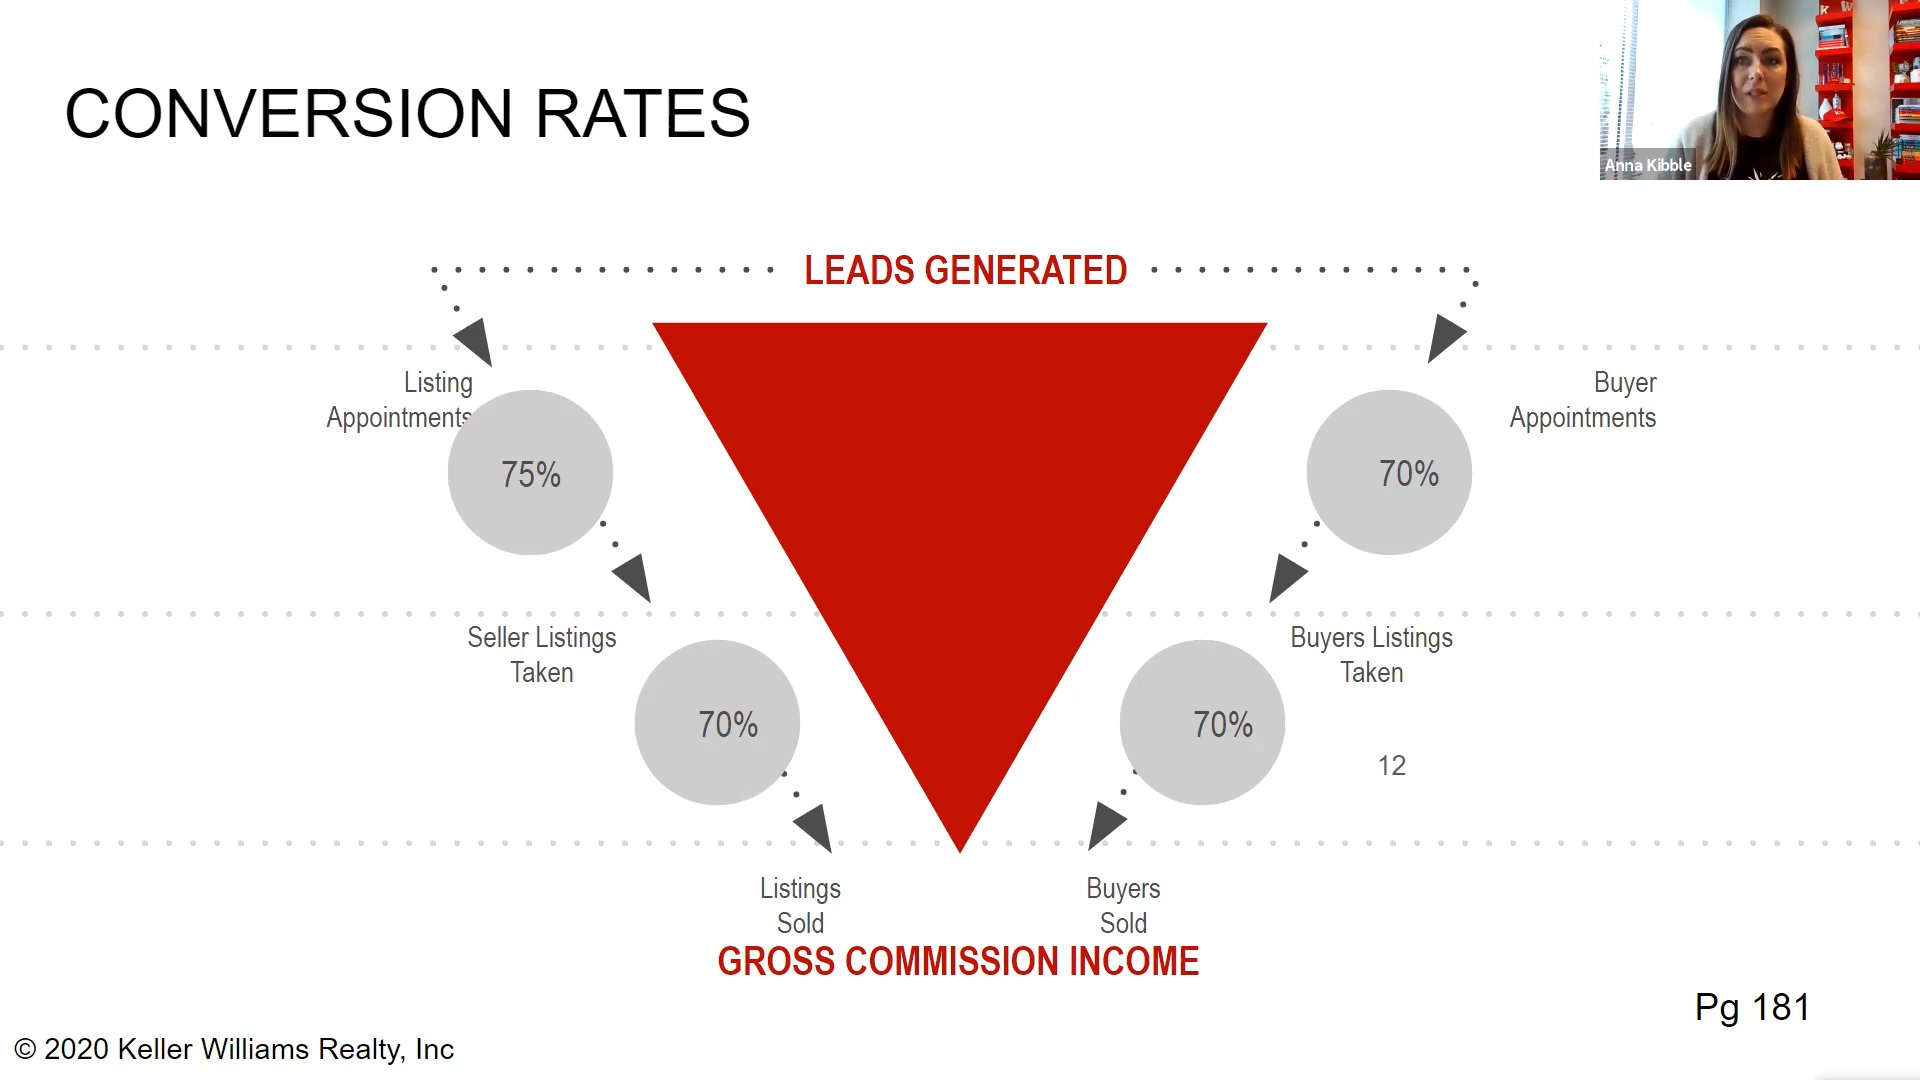 CONVERSION RATES
K W
Anna Kibble
LEADS GENERATED
Listing
Appointments
75%
Buyer
Appointments
70%
Seller Listings
Taken
70%
Buyers Listings
Taken
70%
12
Listings
Sold
Buyers
Sold
GROSS COMMISSION INCOME
Pg 181
© 2020 Keller Williams Realty, Inc